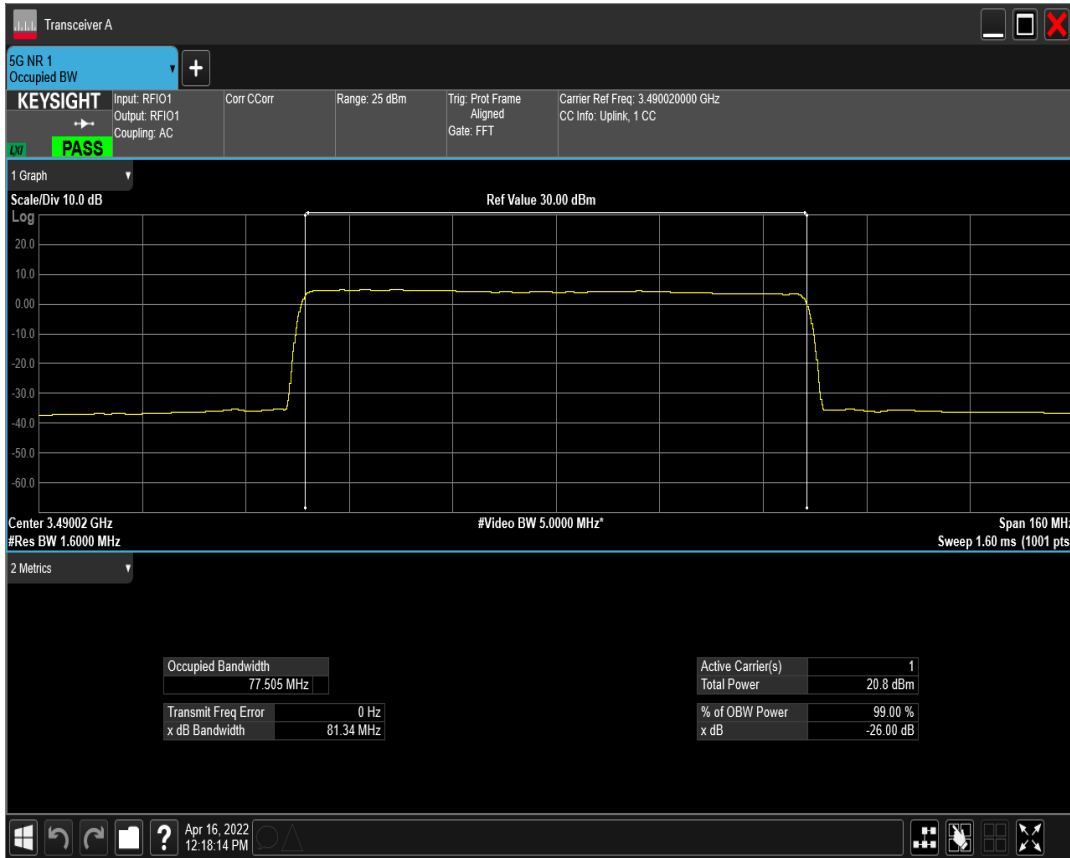 Transceiver A
5G NR 1
Occupied BW
KEYSIGHT
LXI
PASS
Input: RFIO1
Output: RFIO1
Coupling: AC
Corr CCorr
Range: 25 dBm
Trig: Prot Frame
Aligned
Gate: FFT
Carrier Ref Freq: 3.490020000 GHz
CC Info: Uplink, 1 CC
1 Graph
Scale/Div 10.0 dB
Ref Value 30.00 dBm
Log
20.0
10.0
0.00
-10.0
-20.0
-30.0
-40.0
-50.0
-60.0
Center 3.49002 GHz
#Video BW 5.0000 MHz*
Span 160 MHz
#Res BW 1.6000 MHz
Sweep 1.60 ms (1001 pts
2 Metrics
Occupied Bandwidth
77.505 MHz
Transmit Freq Error 0 Hz
x dB Bandwidth 81.34 MHz
Active Carrier(s) 1
Total Power 20.8 dBm
% of OBW Power 99.00 %
x dB -26.00 dB
?
Apr 16, 2022
12:18:14 PM